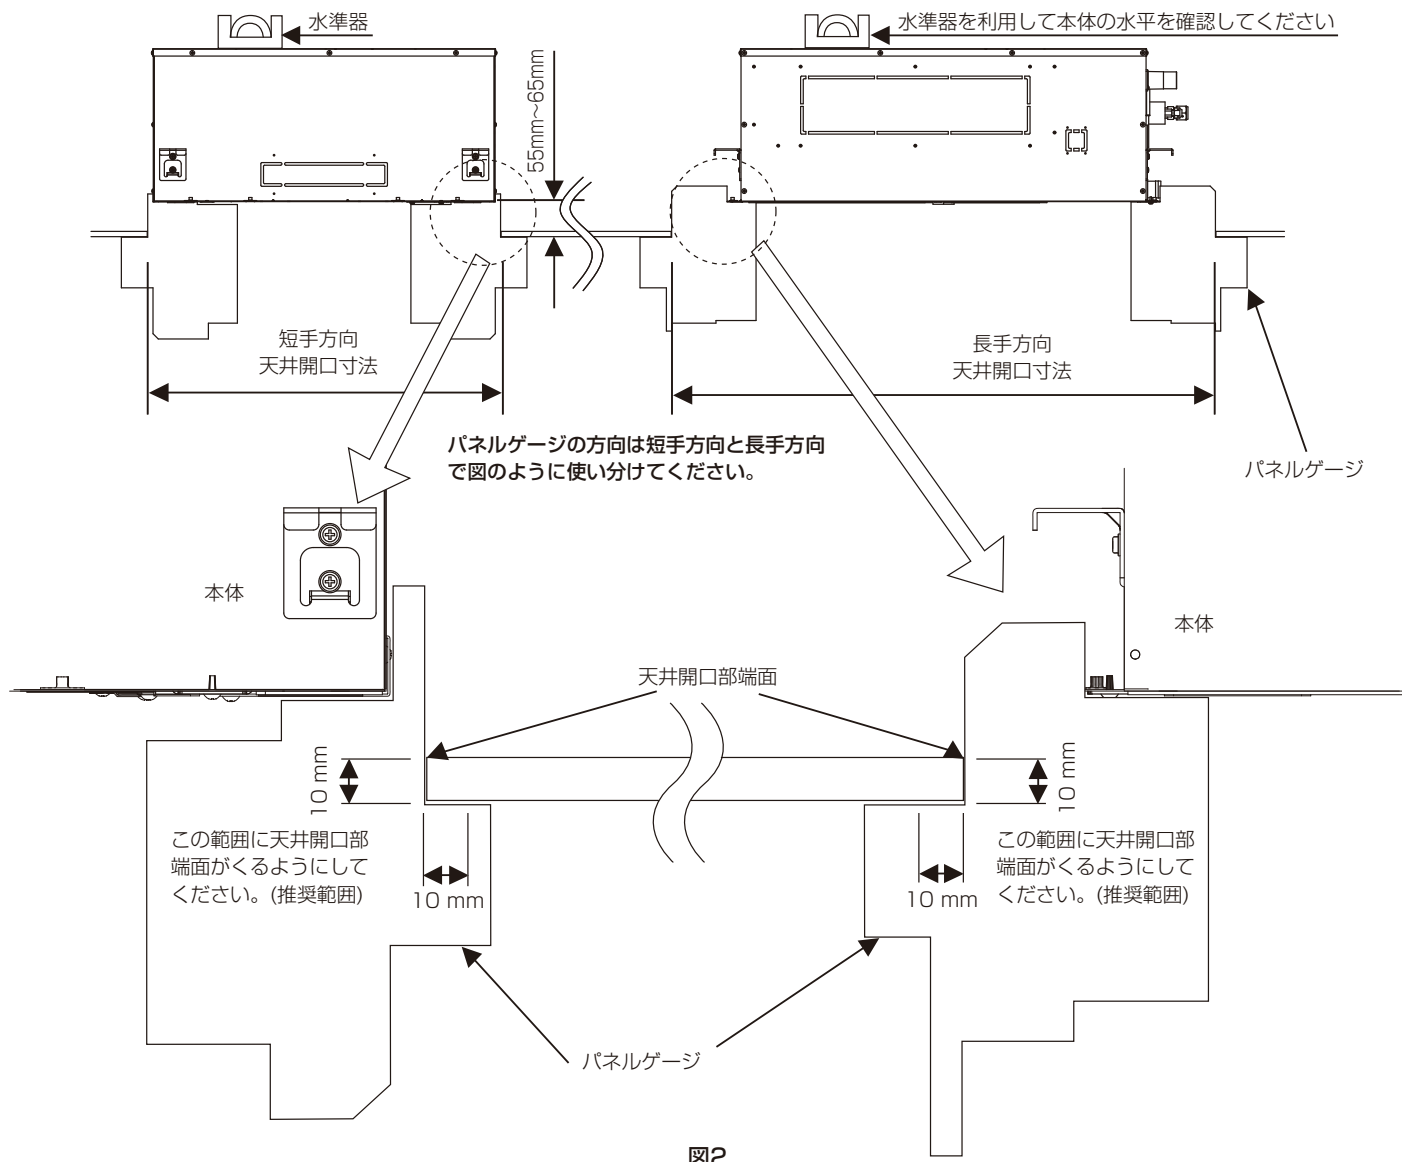 水準器
水準器を利用して本体の水平を確認してください
55mm~65mm
短手方向
天井開口寸法
長手方向
天井開口寸法
パネルゲージの方向は短手方向と長手方向
で図のように使い分けてください。
パネルゲージ
本体
本体
天井開口部端面
10 mm
10 mm
この範囲に天井開口部
端面がくるようにして
ください。(推奨範囲)
10 mm
10 mm
この範囲に天井開口部
端面がくるようにして
ください。(推奨範囲)
パネルゲージ
図2